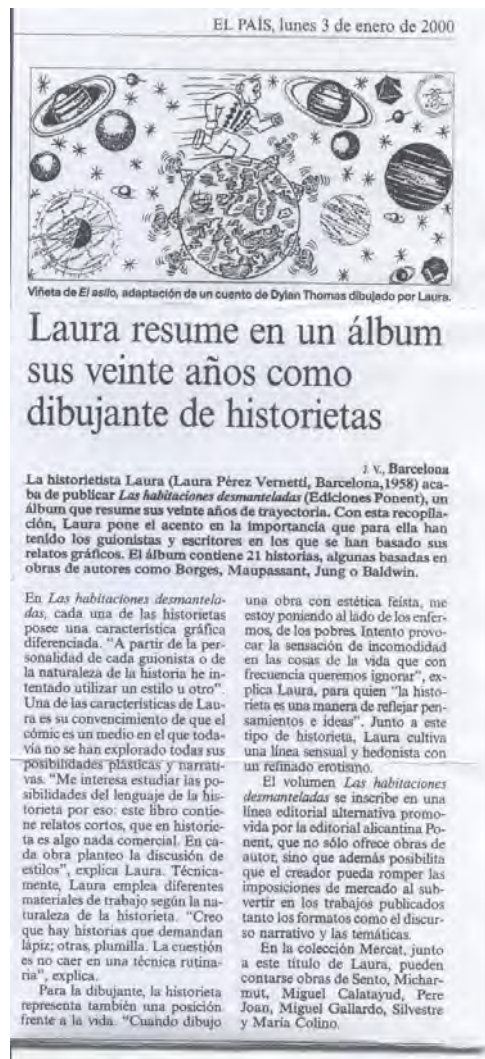 EL PAÍS, lunes 3 de enero de 2000
Viñeta de El asilo, adaptación de un cuento de Dylan Thomas dibujado por Laura.
Laura resume en un álbum
sus veinte años como
dibujante de historietas
J. V., Barcelona
La historietista Laura (Laura Pérez Vernetti, Barcelona,1958) aca-
ba de publicar Las habitaciones desmanteladas (Ediciones Ponent), un
álbum que resume sus veinte años de trayectoria. Con esta recopila-
ción, Laura pone el acento en la importancia que para ella han
tenido los guionistas y escritores en los que se han basado sus
relatos gráficos. El álbum contiene 21 historias, algunas basadas en
obras de autores como Borges, Maupassant, Jung o Baldwin.
En Las habitaciones desmantela-
das, cada una de las historietas
posee una característica gráfica
diferenciada. “A partir de la per-
sonalidad de cada guionista o de
la naturaleza de la historia he in-
tentado utilizar un estilo u otro”.
Una de las características de Lau-
ra es su convencimiento de que el
cómic es un medio en el que toda-
vía no se han explorado todas sus
posibilidades plásticas y narrati-
vas. “Me interesa estudiar las po-
sibilidades del lenguaje de la his-
torieta por eso: este libro contie-
ne relatos cortos, que en historie-
ta es algo nada comercial. En ca-
da obra planteo la discusión de
estilos”, explica Laura. Técnica-
mente, Laura emplea diferentes
materiales de trabajo según la na-
turaleza de la historieta. “Creo
que hay historias que demandan
lápiz; otras, plumilla. La cuestión
es no caer en una técnica rutina-
ria”, explica.
Para la dibujante, la historieta
representa también una posición
frente a la vida. “Cuando dibujo
una obra con estética feísta, me
estoy poniendo al lado de los enfer-
mos, de los pobres. Intento provo-
car la sensación de incomodidad
en las cosas de la vida que con
frecuencia queremos ignorar”, ex-
plica Laura, para quien “la histo-
rieta es una manera de reflejar pen-
samientos e ideas”. Junto a este
tipo de historieta, Laura cultiva
una línea sensual y hedonista con
un refinado erotismo.
El volumen Las habitaciones
desmanteladas se inscribe en una
línea editorial alternativa promo-
vida por la editorial alicantina Po-
nent, que no sólo ofrece obras de
autor, sino que además posibilita
que el creador pueda romper las
imposiciones de mercado al sub-
vertir en los trabajos publicados
tanto los formatos como el discur-
so narrativo y las temáticas.
En la colección Mercat, junto
a este título de Laura, pueden
contarse obras de Sento, Michar-
mut, Miguel Calatayud, Pere
Joan, Miguel Gallardo, Silvestre
y María Colino.